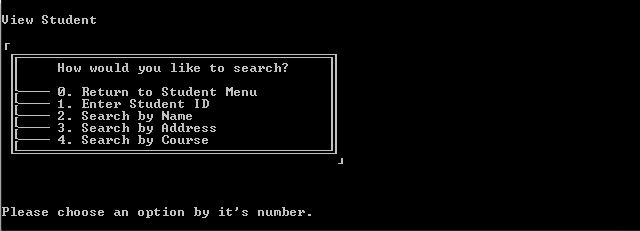 View Student
How would you like to search?
0. Return to Student Menu
1. Enter Student ID
2. Search by Name
3. Search by Address
4. Search by Course
Please choose an option by it's number.